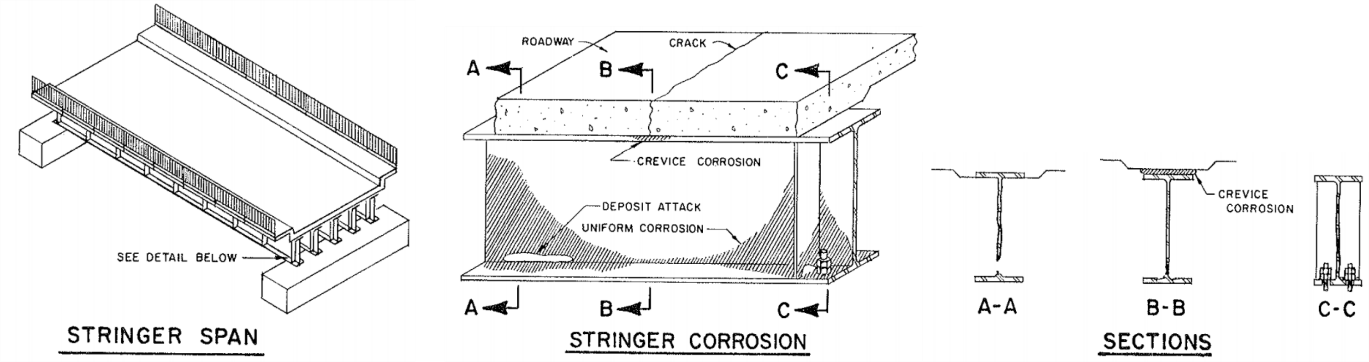 SEE DETAIL BELOW
STRINGER SPAN
ROADWAY
CRACK
A
B
C
CREVICE CORROSION
DEPOSIT ATTACK
UNIFORM CORROSION
A
B
C
STRINGER CORROSION
CREVICE
CORROSION
A-A
B-B
C-C
SECTIONS